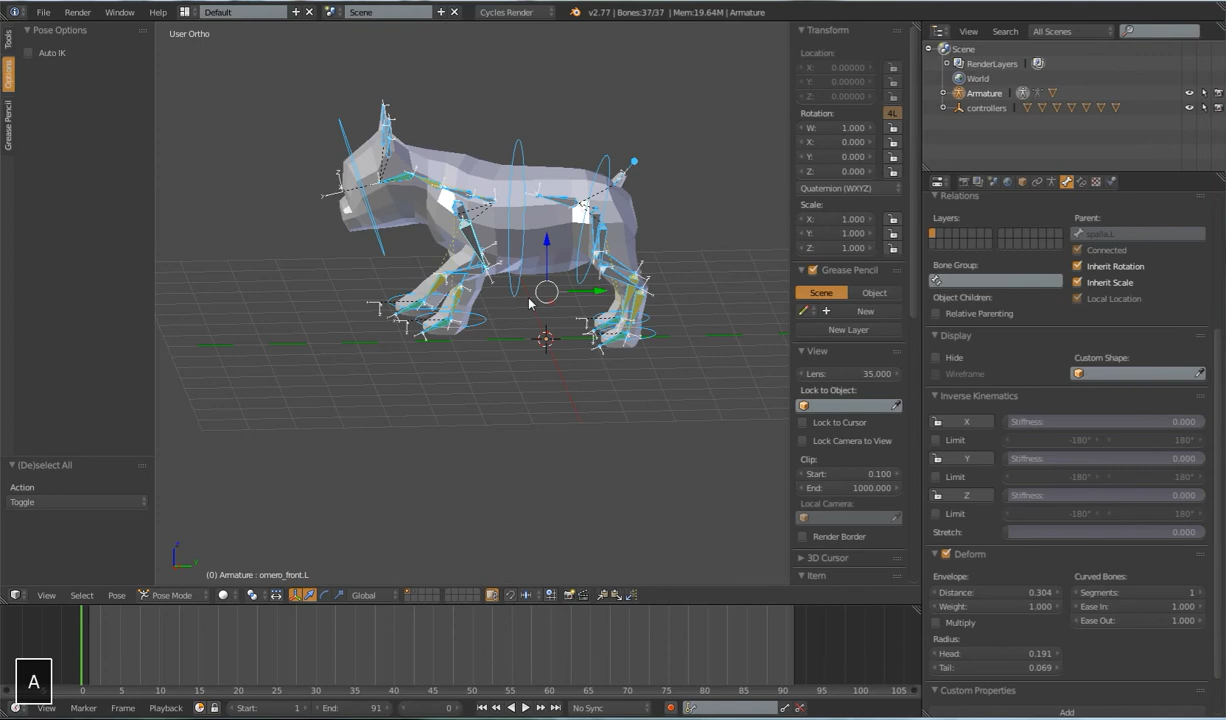 File Render Window Help Default Scene Cycles Render v2.77 | Bones:37/37 | Mem:19.64M | Armature
Tools
Options
Grease Pencil
Pose Options
Auto IK
(De)select All
Action
Toggle
User Ortho
(0) Armature : omero_front.L
Transform
Location:
X: 0.00000
Y: 0.00000
Z: 0.00000
Rotation: 4L
W: 1.000
X: 0.000
Y: 0.000
Z: 0.000
Quaternion (WXYZ)
Scale:
X: 1.000
Y: 1.000
Z: 1.000
Grease Pencil
Scene Object
New
New Layer
View
Lens: 35.000
Lock to Object:
Lock to Cursor
Lock Camera to View
Clip:
Start: 0.100
End: 1000.000
Local Camera:
Render Border
3D Cursor
Item
View Search All Scenes
Scene
RenderLayers
World
Armature
controllers
Relations
Layers: Parent:
spalla.L
Connected
Bone Group: Inherit Rotation
Inherit Scale
Object Children: Local Location
Relative Parenting
Display
Hide Custom Shape:
Wireframe
Inverse Kinematics
X Stiffness: 0.000
Limit -180° 180°
Y Stiffness: 0.000
Limit -180° 180°
Z Stiffness: 0.000
Limit -180° 180°
Stretch: 0.000
Deform
Envelope: Curved Bones:
Distance: 0.304 Segments: 1
Weight: 1.000 Ease In: 1.000
Multiply Ease Out: 1.000
Radius:
Head: 0.191
Tail: 0.069
Custom Properties
Add
View Select Pose Pose Mode Global
0 5 10 15 20 25 30 35 40 45 50 55 60 65 70 75 80 85 90 95 100 105
View Marker Frame Playback Start: 1 End: 91 0 No Sync
A